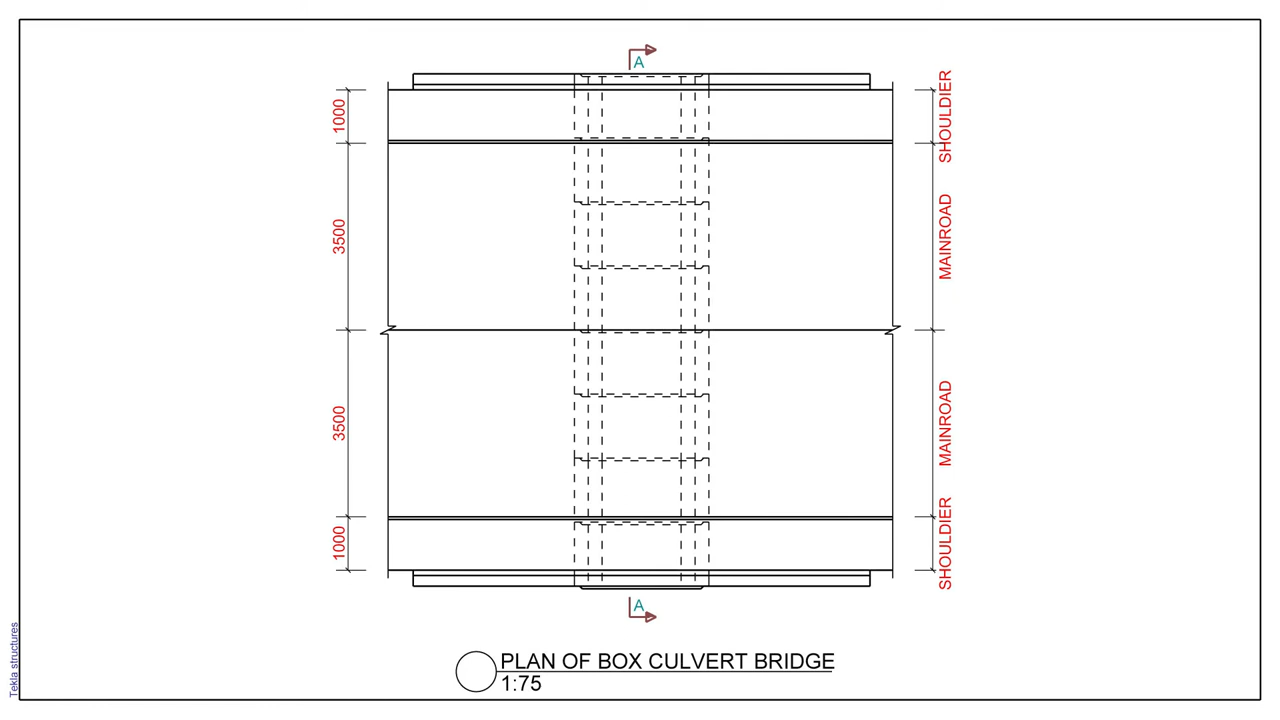 A
1000
SHOULDIER
3500
MAINROAD
3500
MAINROAD
1000
SHOULDIER
A
PLAN OF BOX CULVERT BRIDGE
1:75
Tekla structures